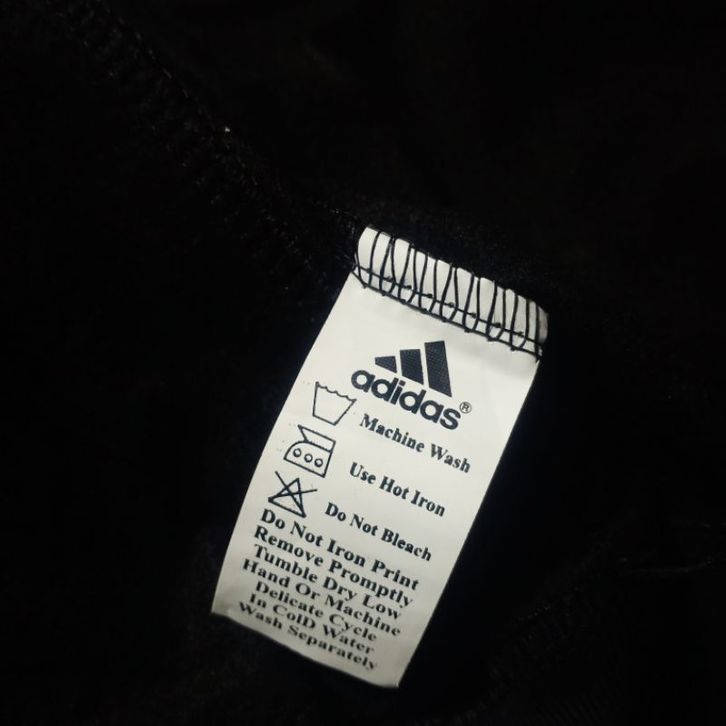 adidas®
Machine Wash
Use Hot Iron
Do Not Bleach
Do Not Iron Print
Remove Promptly
Tumble Dry Low
Hand Or Machine
Delicate Cycle
In ColD Water
Wash Separately